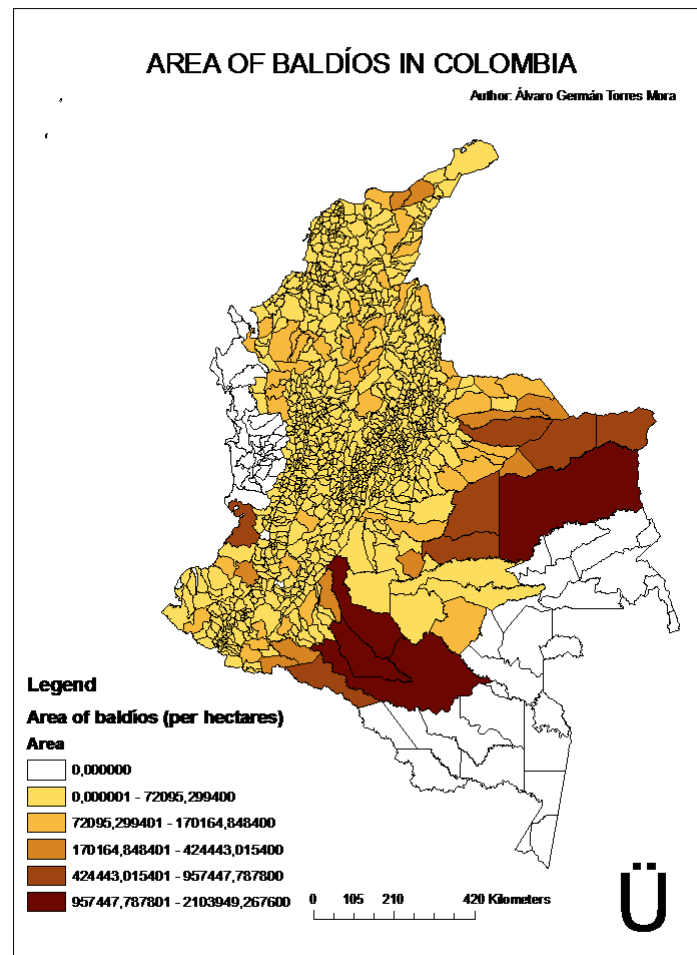 AREA OF BALDÍOS IN COLOMBIA
Author: Álvaro Germán Torres Mora
Legend
Area of baldíos (per hectares)
Area
0,000000
0,000001 - 72095,299400
72095,299401 - 170164,848400
170164,848401 - 424443,015400
424443,015401 - 957447,787800
957447,787801 - 2103949,267600
0 105 210 420 Kilometers
Ü